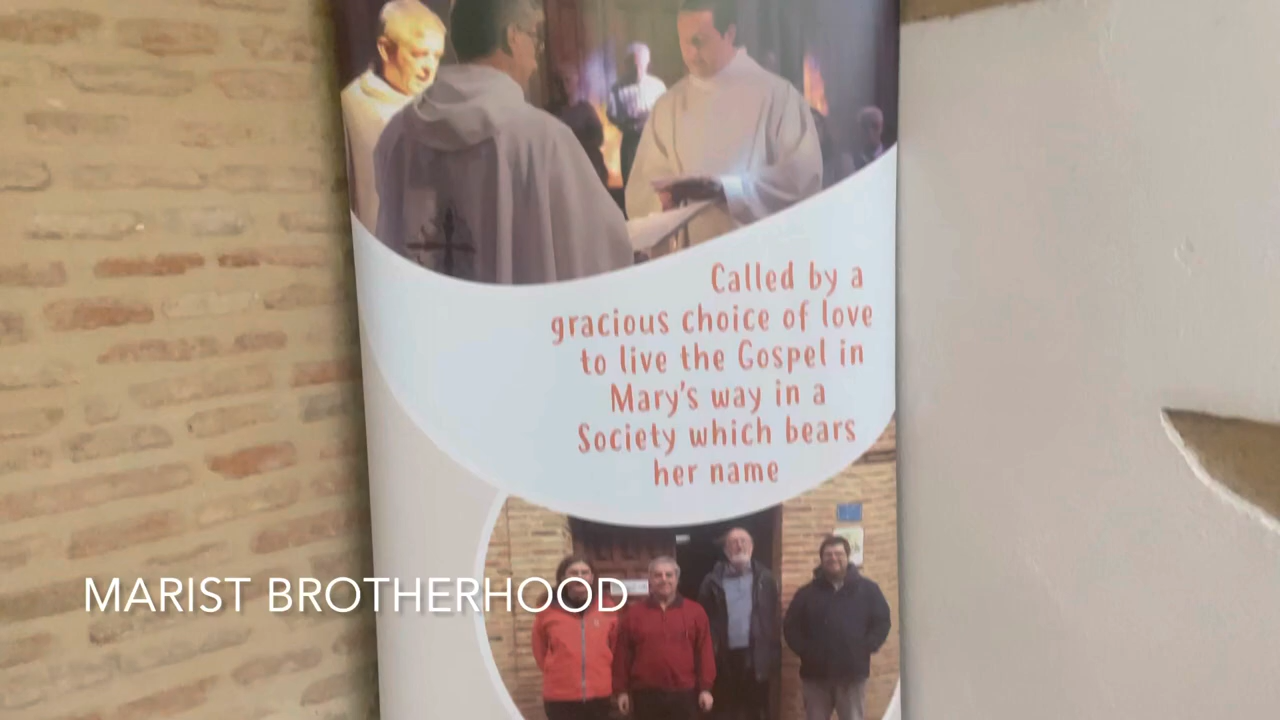 Called by a
gracious choice of love
to live the Gospel in
Mary's way in a
Society which bears
her name
MARIST BROTHERHOOD